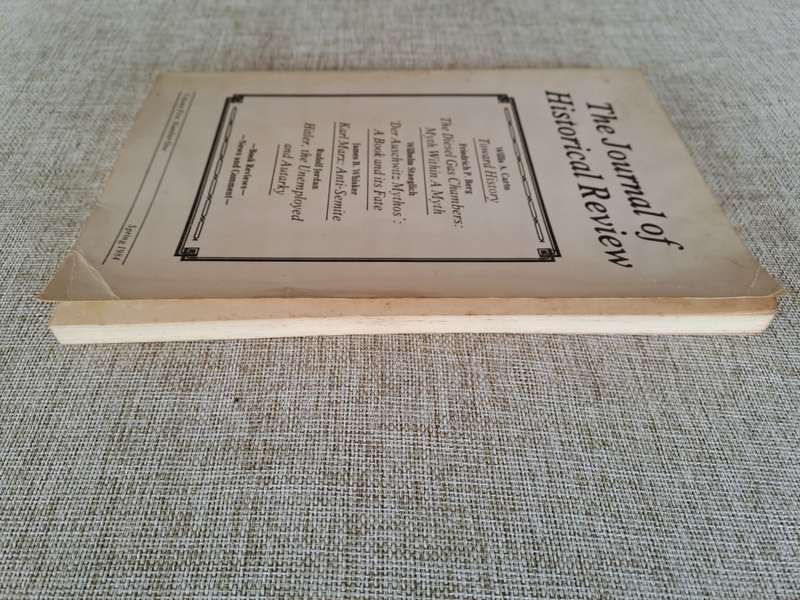 The Journal of
Historical Review
Willis A. Carto
Toward History
Friedrich P. Berg
The Diesel Gas Chambers:
Myth Within A Myth
Wilhelm Staeglich
'Der Auschwitz Mythos':
A Book and its Fate
James B. Whisker
Karl Marx: Anti-Semite
Rudolf Jordan
Hitler, the Unemployed
and Autarky
—Book Reviews—
—News and Comment—
Volume Five, Number One
Spring 1984